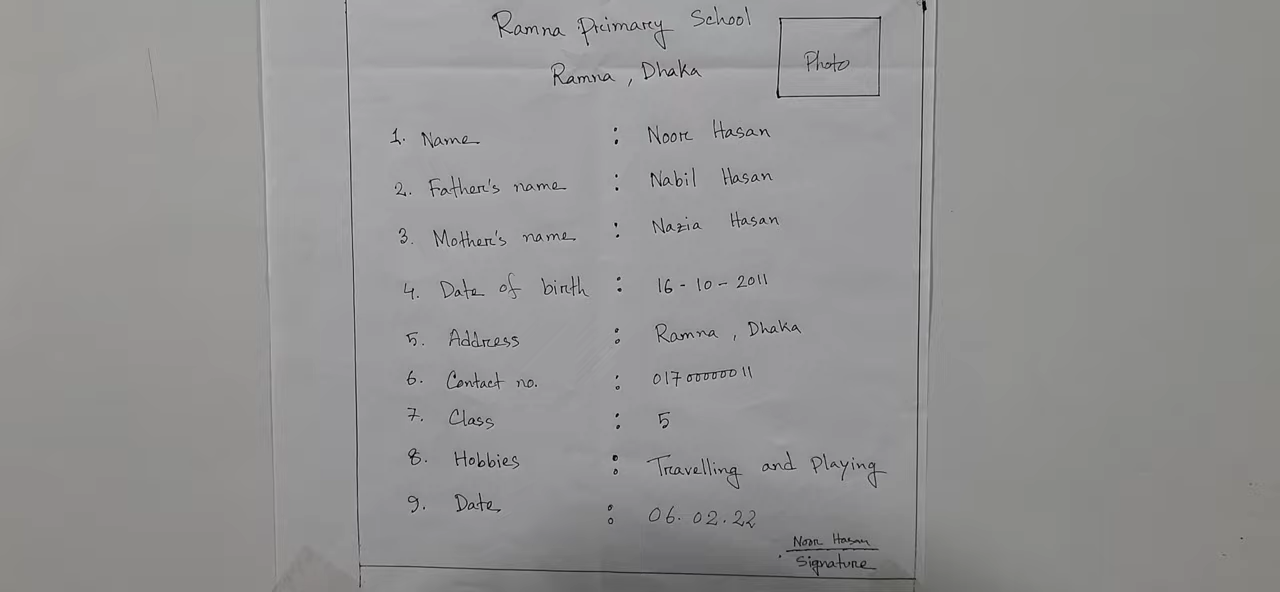 Ramna Primary School
Ramna, Dhaka
Photo
1. Name : Noor Hasan
2. Father's name : Nabil Hasan
3. Mother's name : Nazia Hasan
4. Date of birth : 16-10-2011
5. Address : Ramna, Dhaka
6. Contact no. : 01700000011
7. Class : 5
8. Hobbies : Travelling and Playing
9. Date : 06.02.22
Noor Hasan
Signature